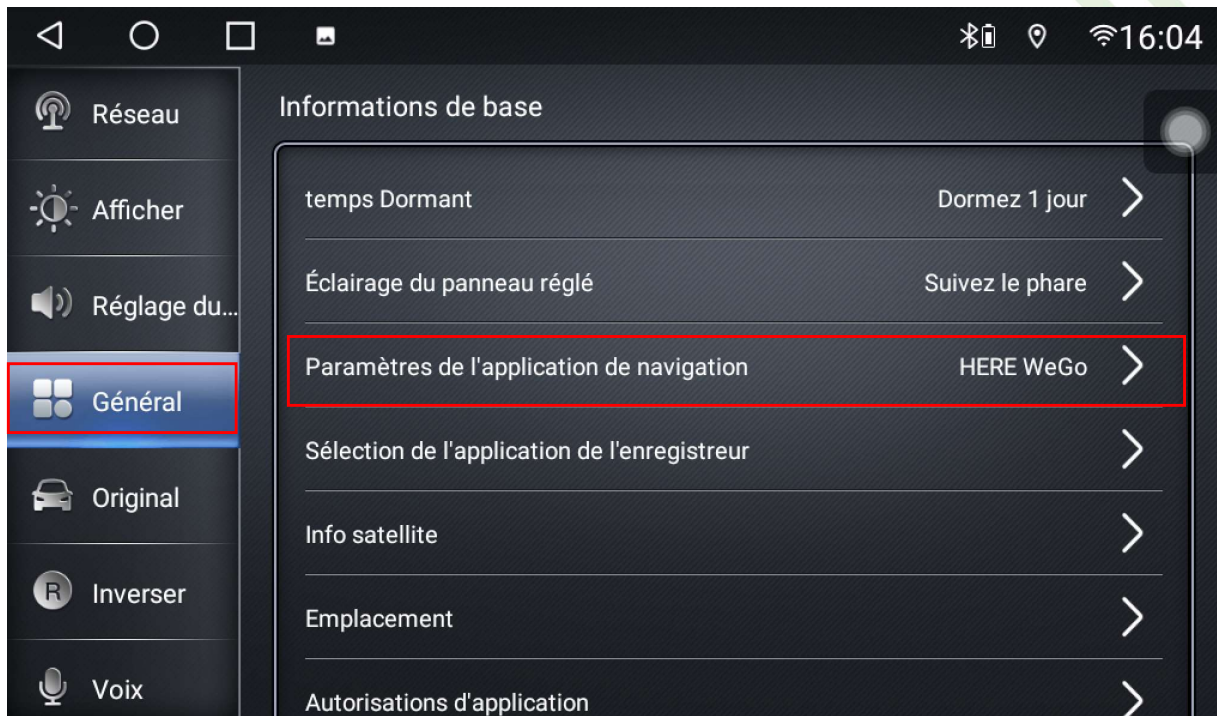 16:04
Réseau
Afficher
Réglage du...
Général
Original
R
Inverser
Voix
Informations de base
temps Dormant Dormez 1 jour
Éclairage du panneau réglé Suivez le phare
Paramètres de l'application de navigation HERE WeGo
Sélection de l'application de l'enregistreur
Info satellite
Emplacement
Autorisations d'application